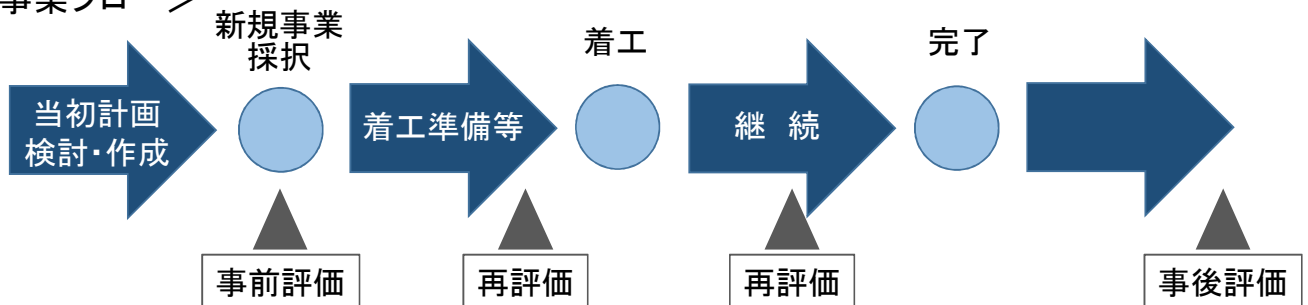 事業フロー＞
新規事業
採択
着工
完了
当初計画
検討・作成
着工準備等
継 続
事前評価
再評価
再評価
事後評価